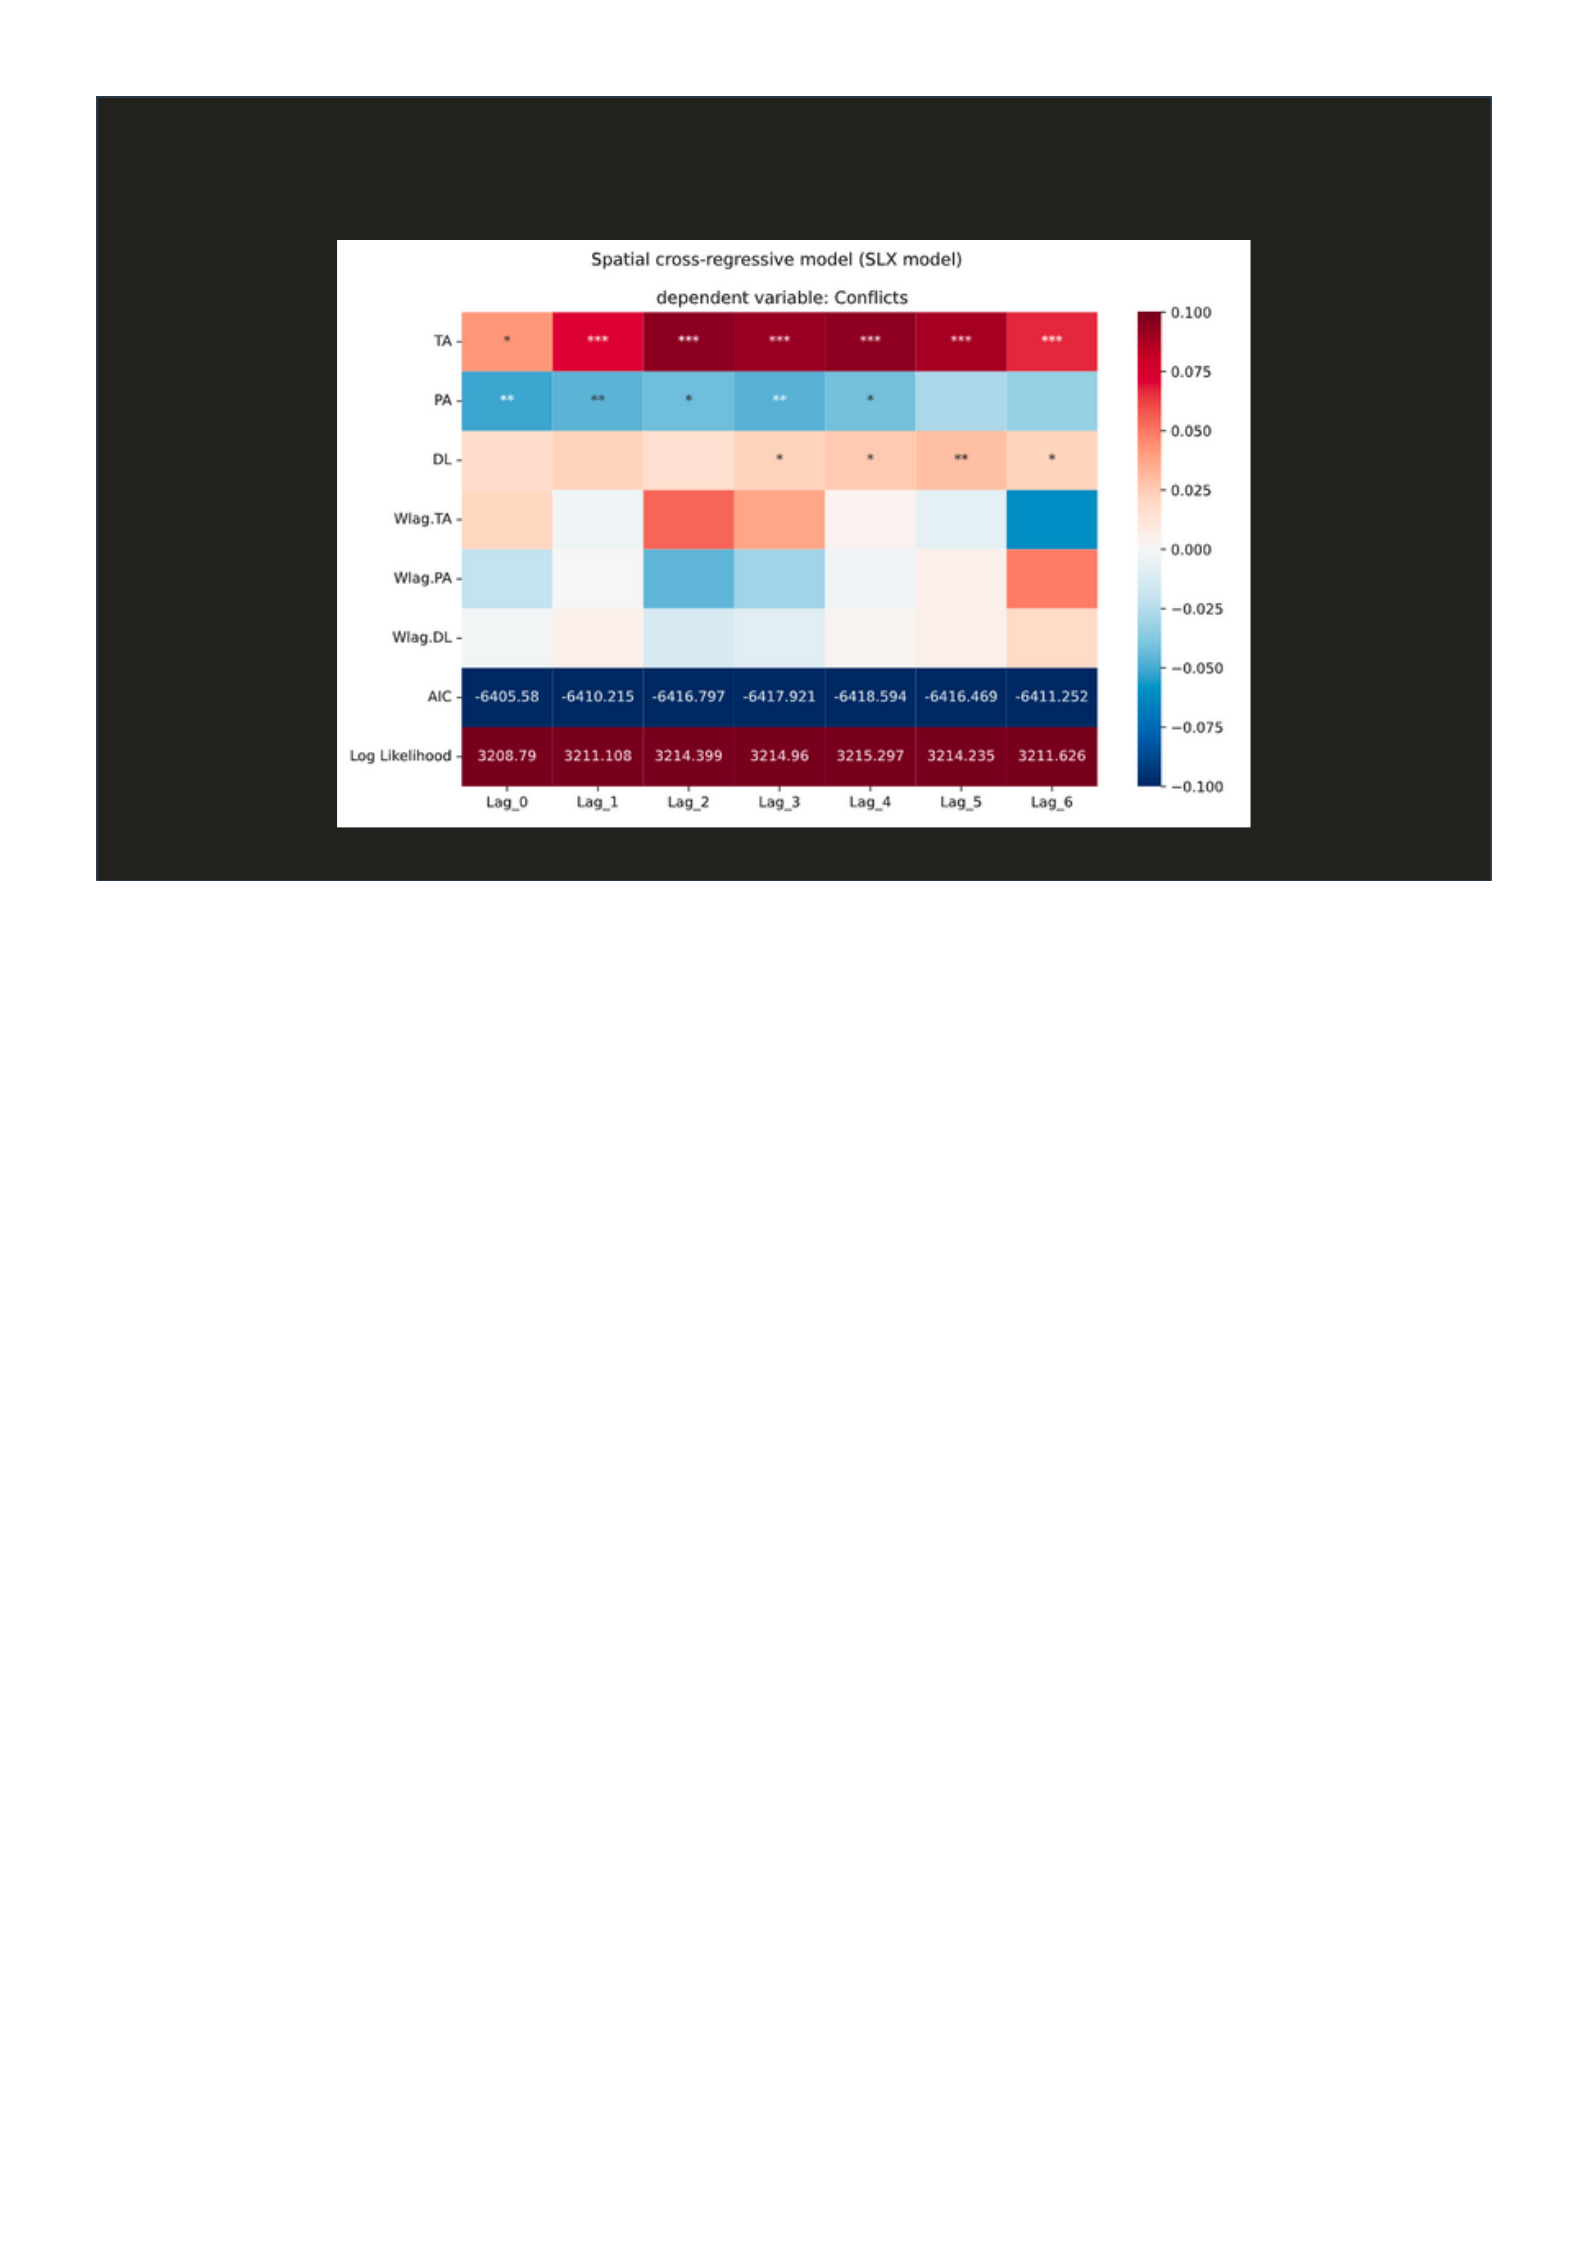 Spatial cross-regressive model (SLX model)
dependent variable: Conflicts
TA * *** *** *** *** *** ***
PA ** ** * ** *
DL * * ** *
Wlag.TA
Wlag.PA
Wlag.DL
AIC -6405.58 -6410.215 -6416.797 -6417.921 -6418.594 -6416.469 -6411.252
Log Likelihood 3208.79 3211.108 3214.399 3214.96 3215.297 3214.235 3211.626
Lag_0 Lag_1 Lag_2 Lag_3 Lag_4 Lag_5 Lag_6
0.100
0.075
0.050
0.025
0.000
−0.025
−0.050
−0.075
−0.100